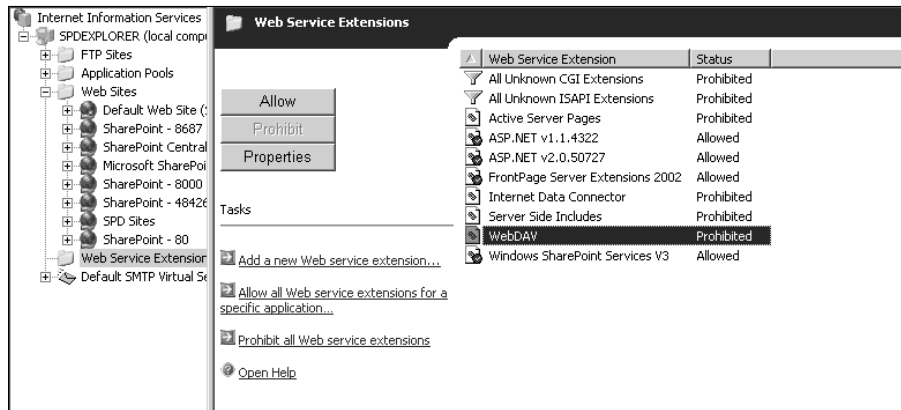 Internet Information Services
SPDEXPLORER (local comp
FTP Sites
Application Pools
Web Sites
Default Web Site (
SharePoint - 8687
SharePoint Central
Microsoft SharePoi
SharePoint - 8000
SharePoint - 48426
SPD Sites
SharePoint - 80
Web Service Extension
Default SMTP Virtual Se
Web Service Extensions
Allow
Prohibit
Properties
Tasks
Add a new Web service extension...
Allow all Web service extensions for a
specific application...
Prohibit all Web service extensions
Open Help
Web Service Extension Status
All Unknown CGI Extensions Prohibited
All Unknown ISAPI Extensions Prohibited
Active Server Pages Prohibited
ASP.NET v1.1.4322 Allowed
ASP.NET v2.0.50727 Allowed
FrontPage Server Extensions 2002 Allowed
Internet Data Connector Prohibited
Server Side Includes Prohibited
WebDAV Prohibited
Windows SharePoint Services V3 Allowed